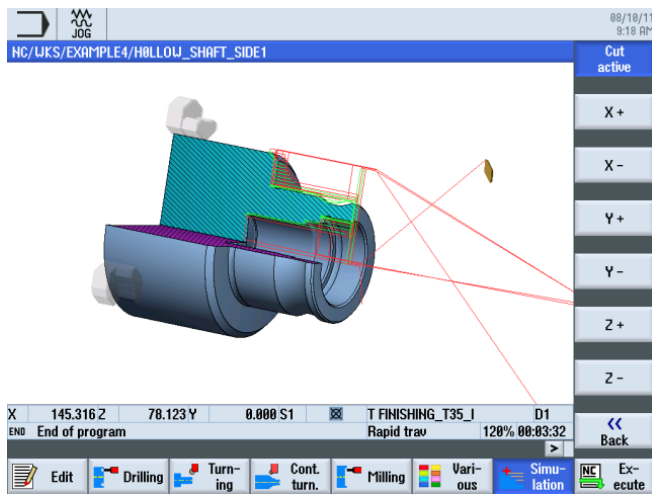 JOG
08/10/11
9:18 AM
NC/WKS/EXAMPLE4/H0LLOW_SHAFT_SIDE1
Cut active
X +
X -
Y +
Y -
Z +
Z -
<< Back
X 145.316 Z 78.123 Y 0.000 S1 T FINISHING_T35_I D1
END End of program Rapid trav 120% 00:03:32
>
Edit
Drilling
Turn-
ing
Cont.
turn.
Milling
Vari-
ous
Simu-
lation
NC
Ex-
ecute